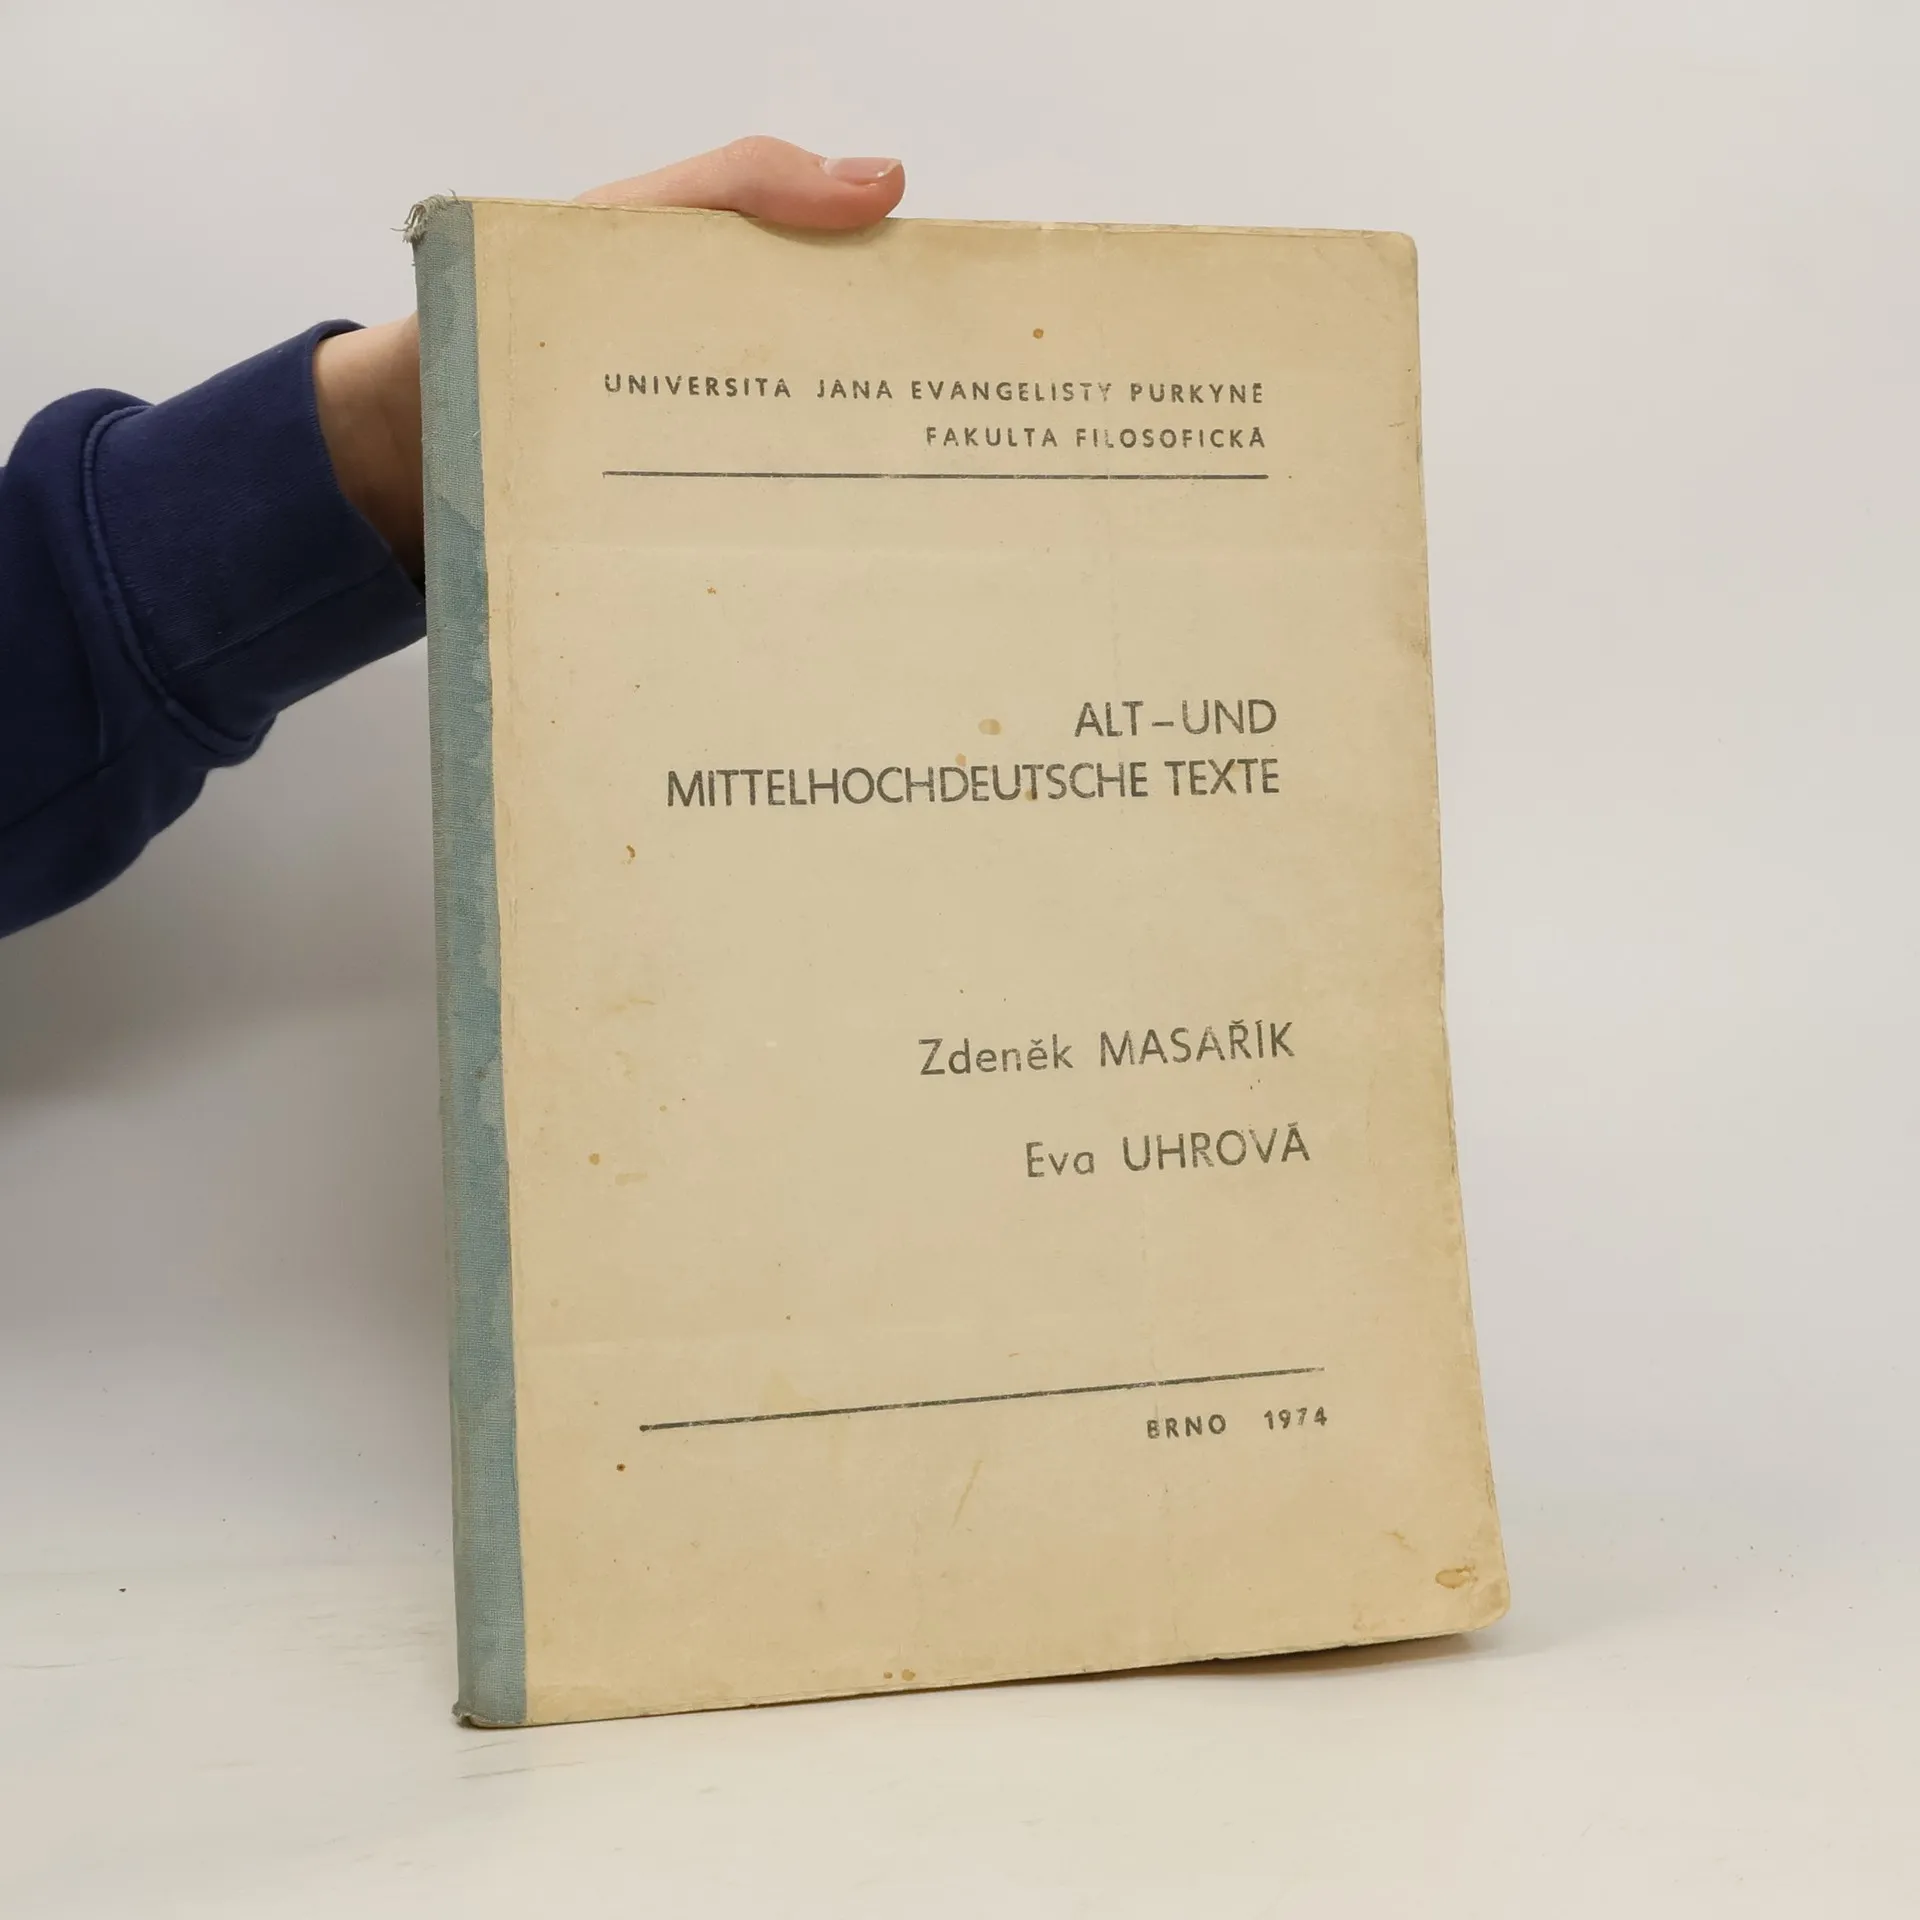 UNIVERSITA JANA EVANGELISTY PURKYNĚ
FAKULTA FILOSOFICKÁ
ALT-UND
MITTELHOCHDEUTSCHE TEXTE
Zdeněk MASAŘÍK
Eva UHROVÁ
BRNO 1974